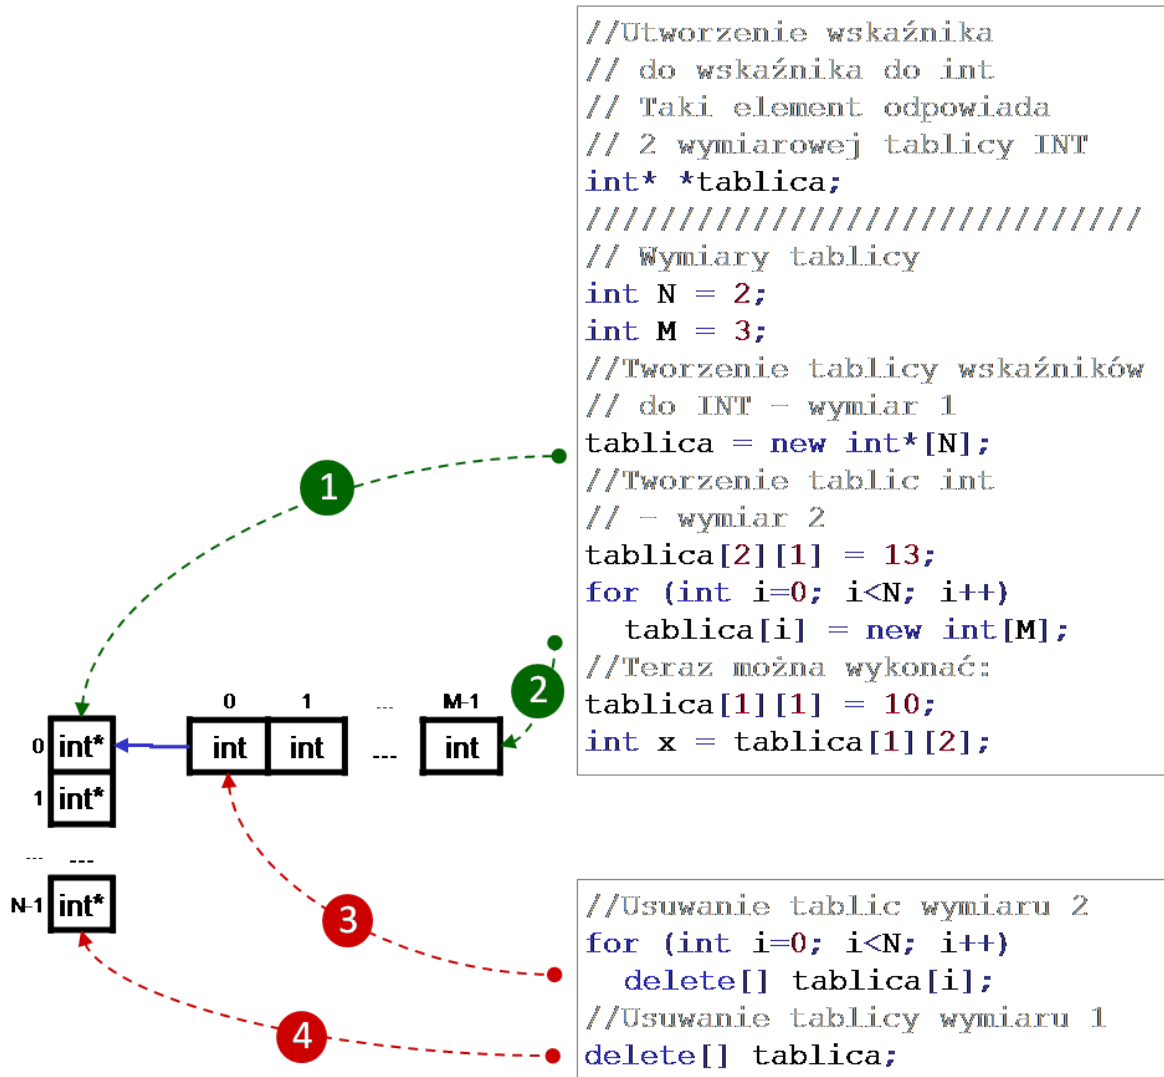 //Utworzenie wskaźnika
// do wskaźnika do int
// Taki element odpowiada
// 2 wymiarowej tablicy INT
int* *tablica;
//////////////////////////////
// Wymiary tablicy
int N = 2;
int M = 3;
//Tworzenie tablicy wskaźników
// do INT – wymiar 1
tablica = new int*[N];
//Tworzenie tablic int
// – wymiar 2
tablica[2][1] = 13;
for (int i=0; i<N; i++)
tablica[i] = new int[M];
//Teraz można wykonać:
tablica[1][1] = 10;
int x = tablica[1][2];
1
2
0 1 ... M-1
0 int* int int --- int
1 int*
... ---
N-1 int*
3
4
//Usuwanie tablic wymiaru 2
for (int i=0; i<N; i++)
delete[] tablica[i];
//Usuwanie tablicy wymiaru 1
delete[] tablica;